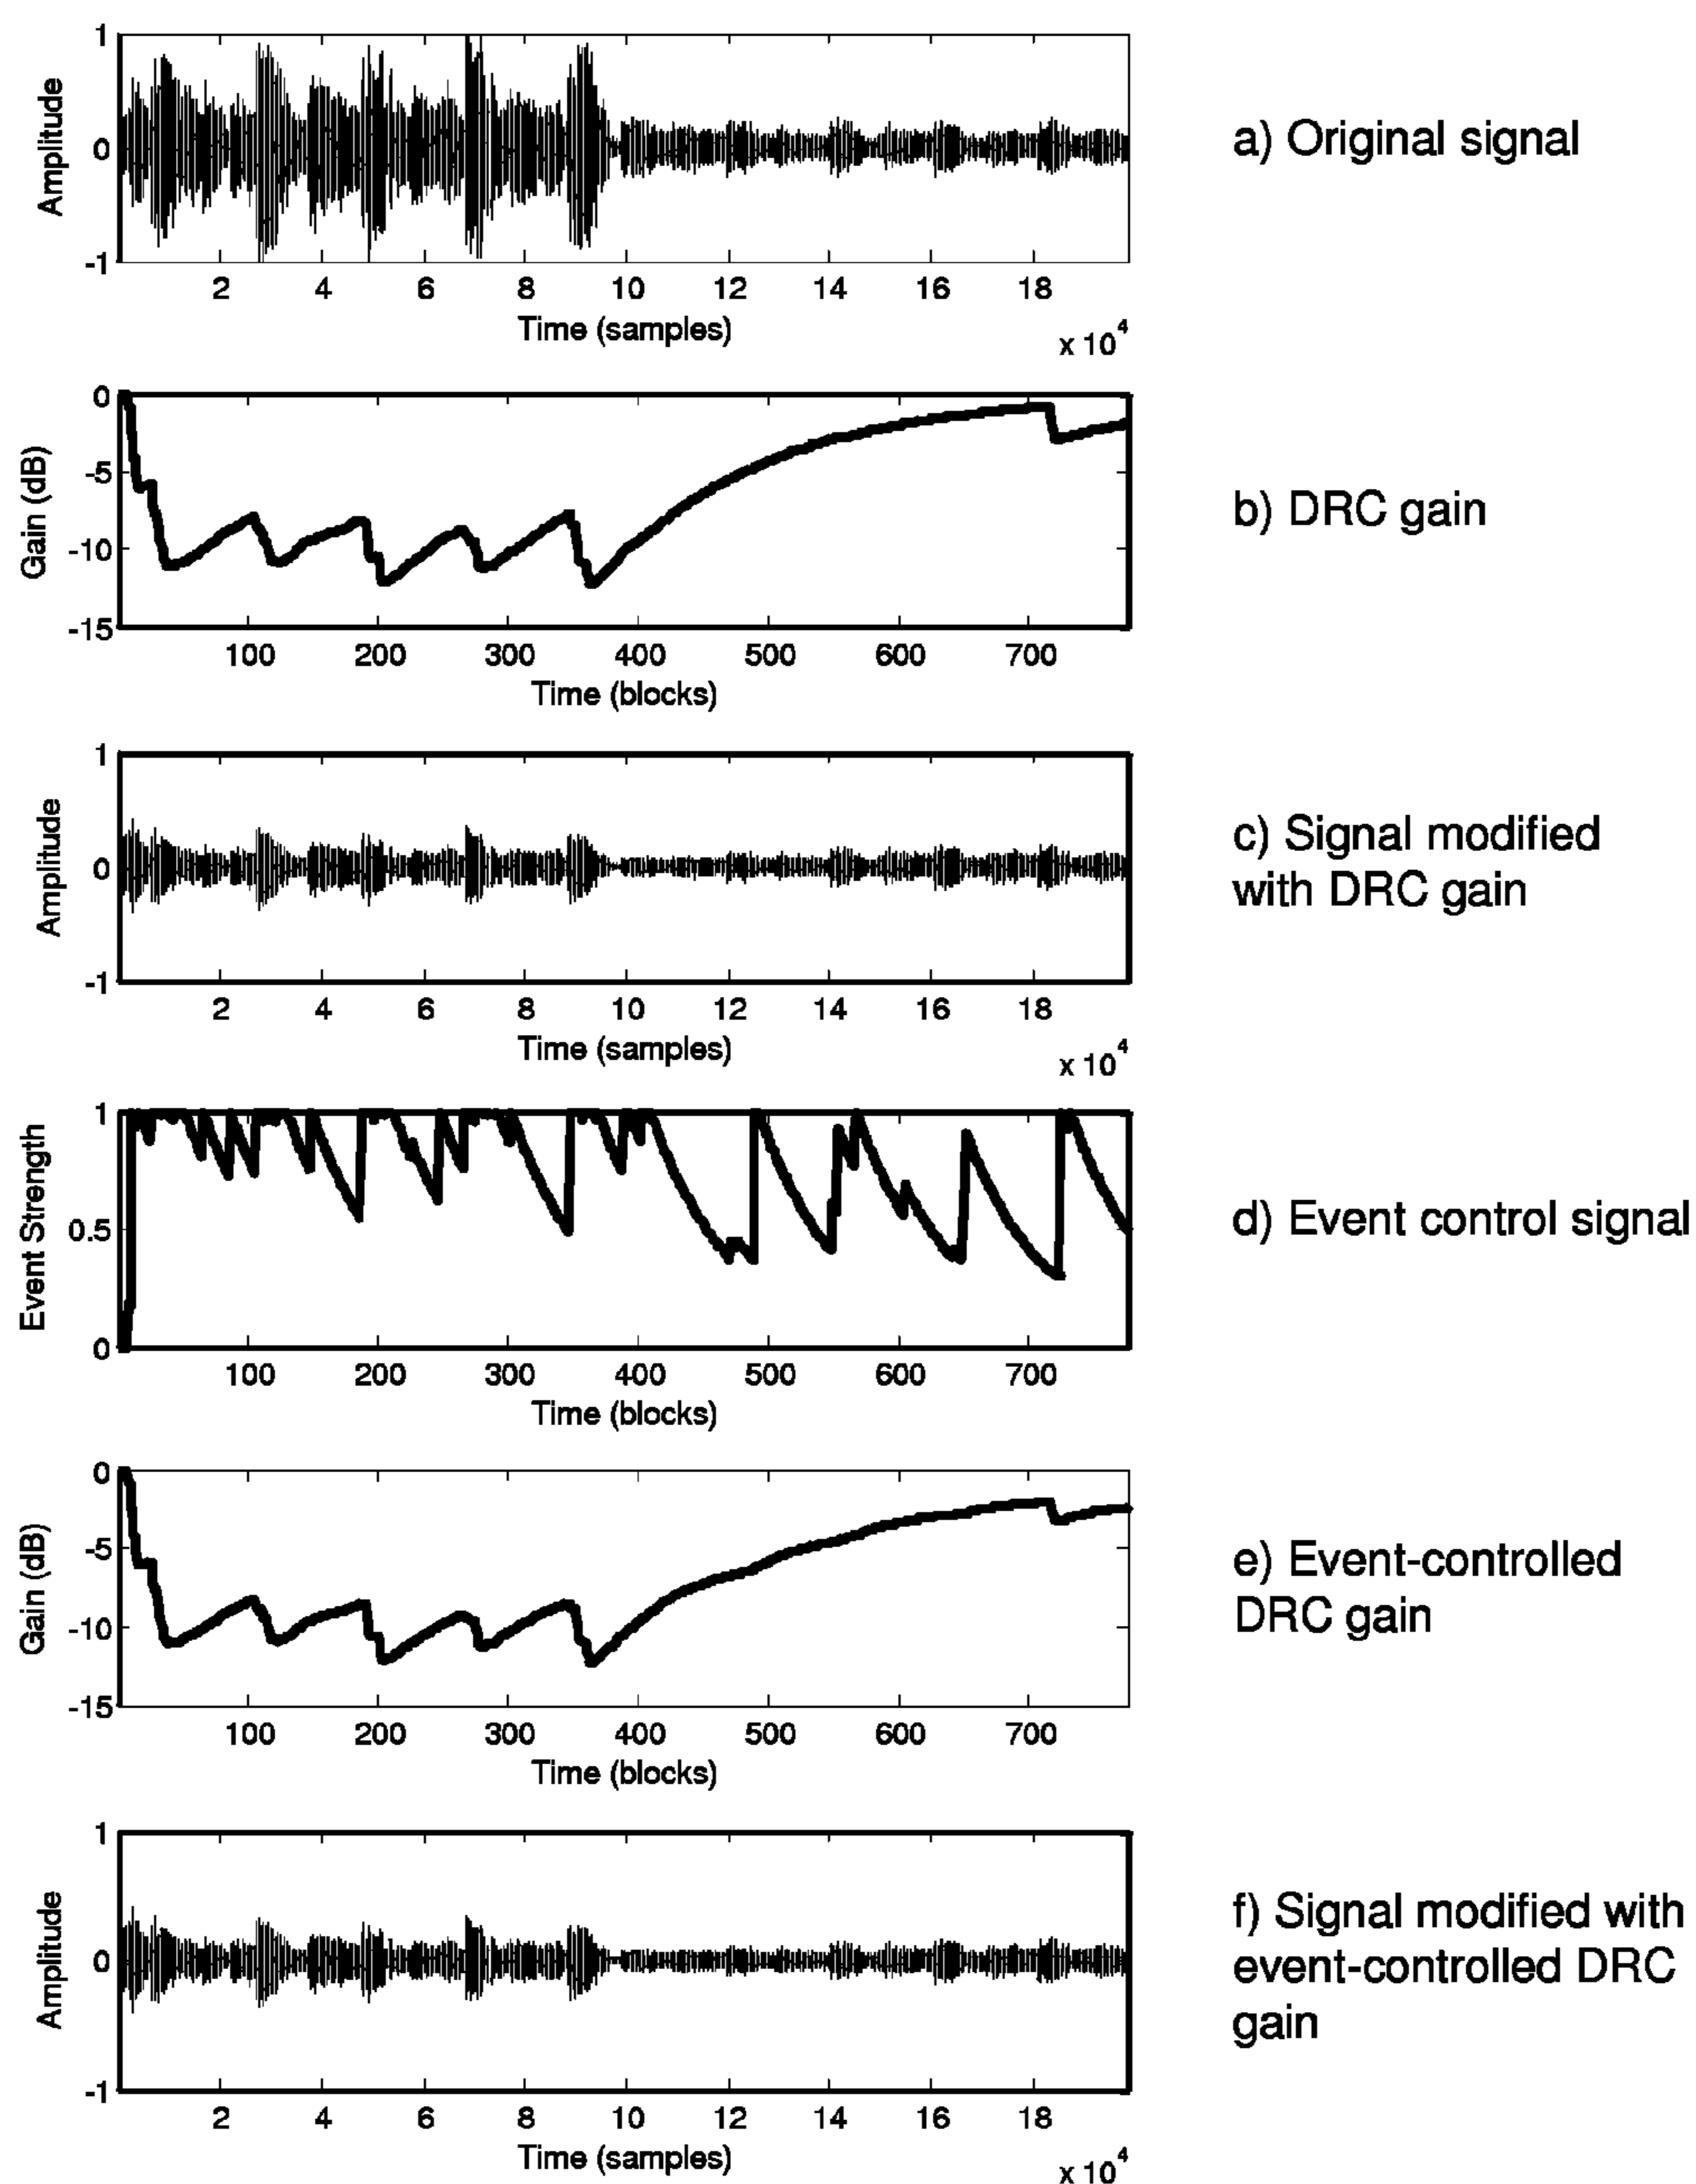 1
0
-1
Amplitude
2 4 6 8 10 12 14 16 18
Time (samples)
x 10^4
a) Original signal
0
-5
-10
-15
Gain (dB)
100 200 300 400 500 600 700
Time (blocks)
b) DRC gain
1
0
-1
Amplitude
2 4 6 8 10 12 14 16 18
Time (samples)
x 10^4
c) Signal modified
with DRC gain
1
0.5
0
Event Strength
100 200 300 400 500 600 700
Time (blocks)
d) Event control signal
0
-5
-10
-15
Gain (dB)
100 200 300 400 500 600 700
Time (blocks)
e) Event-controlled
DRC gain
1
0
-1
Amplitude
2 4 6 8 10 12 14 16 18
Time (samples)
x 10^4
f) Signal modified with
event-controlled DRC
gain